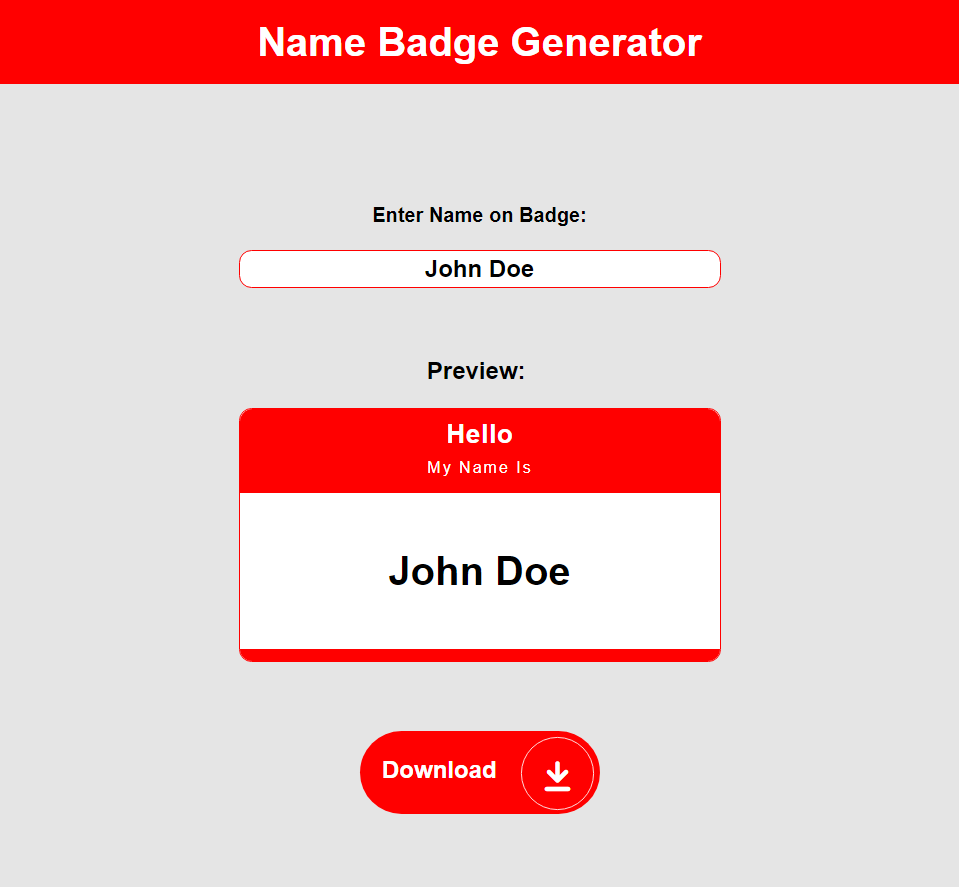 Name Badge Generator
Enter Name on Badge:
John Doe
Preview:
Hello
My Name Is
John Doe
Download